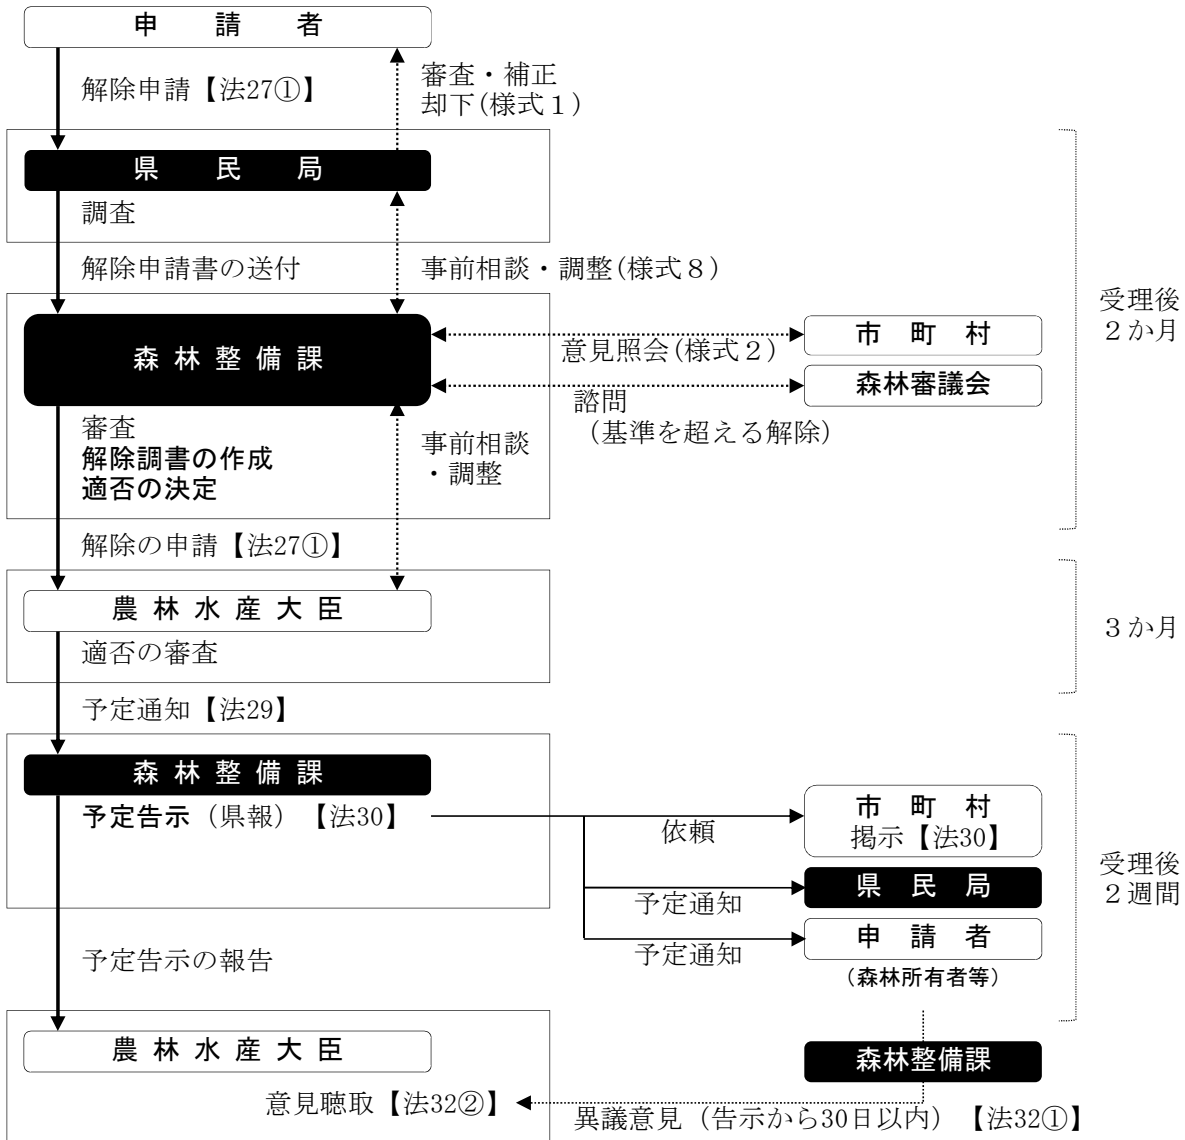 申請者
解除申請【法27①】
審査・補正
却下(様式１)
県民局
調査
解除申請書の送付
事前相談・調整(様式８)
受理後
２か月
森林整備課
意見照会(様式２)
市町村
諮問
（基準を超える解除）
森林審議会
審査
解除調書の作成
適否の決定
事前相談
・調整
解除の申請【法27①】
農林水産大臣
適否の審査
３か月
予定通知【法29】
森林整備課
予定告示（県報）【法30】
依頼
市町村
掲示【法30】
予定通知
県民局
予定通知
申請者
（森林所有者等）
受理後
２週間
予定告示の報告
農林水産大臣
森林整備課
意見聴取【法32②】
異議意見（告示から30日以内）【法32①】